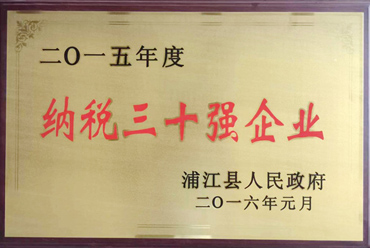 二〇一五年度
纳税三十强企业
浦江县人民政府
二〇一六年元月